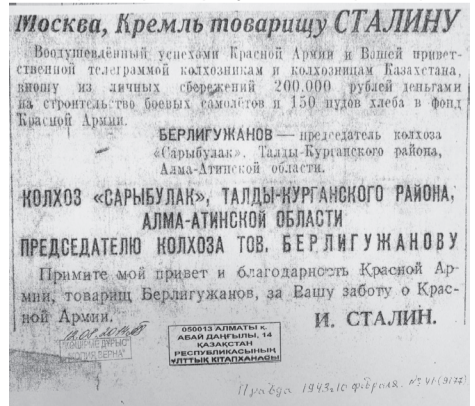 Москва, Кремль товарищу СТАЛИНУ
Воодушевлённый успехами Красной Армии и Вашей привет-
ственной телеграммой колхозникам и колхозницам Казахстана,
вношу из личных сбережений 200.000 рублей деньгами
на строительство боевых самолётов и 150 пудов хлеба в фонд
Красной Армии.
БЕРЛИГУЖАНОВ — председатель колхоза
«Сарыбулак», Талды-Курганского района,
Алма-Атинской области.
КОЛХОЗ «САРЫБУЛАК», ТАЛДЫ-КУРГАНСКОГО РАЙОНА,
АЛМА-АТИНСКОЙ ОБЛАСТИ
ПРЕДСЕДАТЕЛЮ КОЛХОЗА ТОВ. БЕРЛИГУЖАНОВУ
Примите мой привет и благодарность Красной Ар-
мии, товарищ Берлигужанов, за Вашу заботу о Крас-
ной Армии.
И. СТАЛИН.
КОПИЯ ВЕРНА
050013 АЛМАТЫ қ.
АБАЙ ДАҢҒЫЛЫ, 14
ҚАЗАҚСТАН
РЕСПУБЛИКАСЫНЫҢ
ҰЛТТЫҚ КІТАПХАНАСЫ
Правда 1943 10 февраля. № 41 (9177)